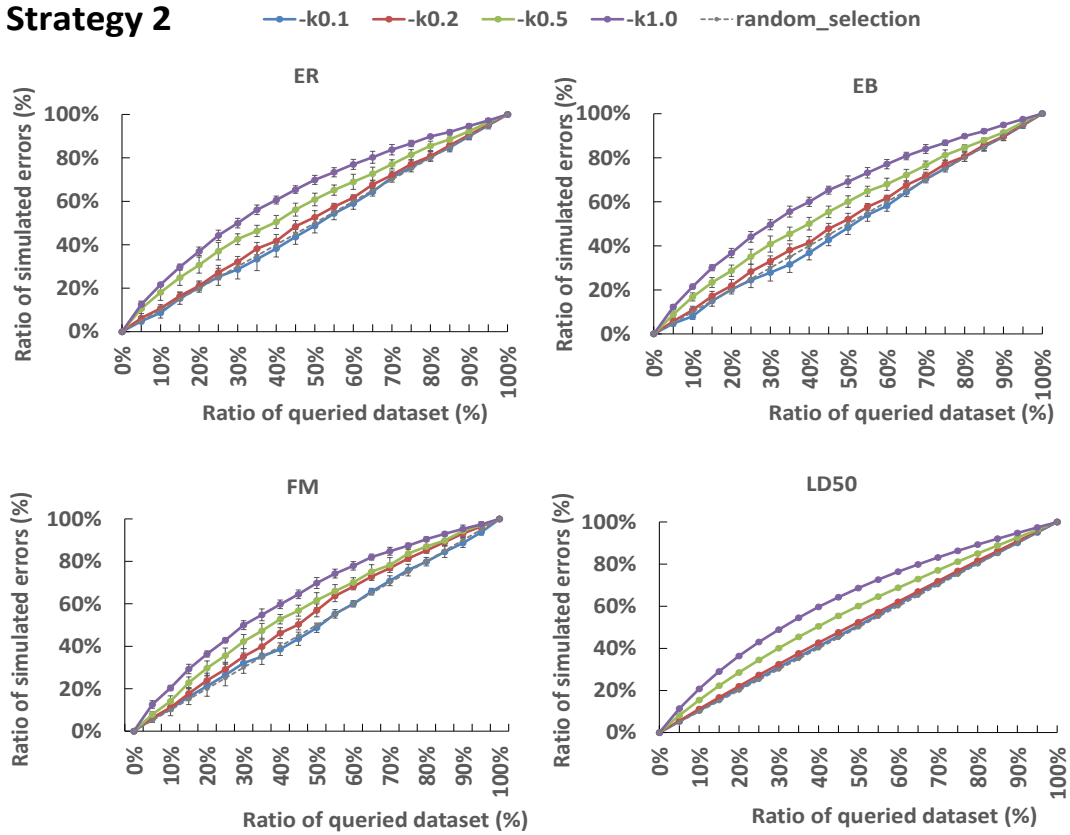 Strategy 2
-k0.1 -k0.2 -k0.5 -k1.0 random_selection
ER
Ratio of simulated errors (%)
100%
80%
60%
40%
20%
0%
0% 10% 20% 30% 40% 50% 60% 70% 80% 90% 100%
Ratio of queried dataset (%)
EB
Ratio of simulated errors (%)
100%
80%
60%
40%
20%
0%
0% 10% 20% 30% 40% 50% 60% 70% 80% 90% 100%
Ratio of queried dataset (%)
FM
Ratio of simulated errors (%)
100%
80%
60%
40%
20%
0%
0% 10% 20% 30% 40% 50% 60% 70% 80% 90% 100%
Ratio of queried dataset (%)
LD50
Ratio of simulated errors (%)
100%
80%
60%
40%
20%
0%
0% 10% 20% 30% 40% 50% 60% 70% 80% 90% 100%
Ratio of queried dataset (%)